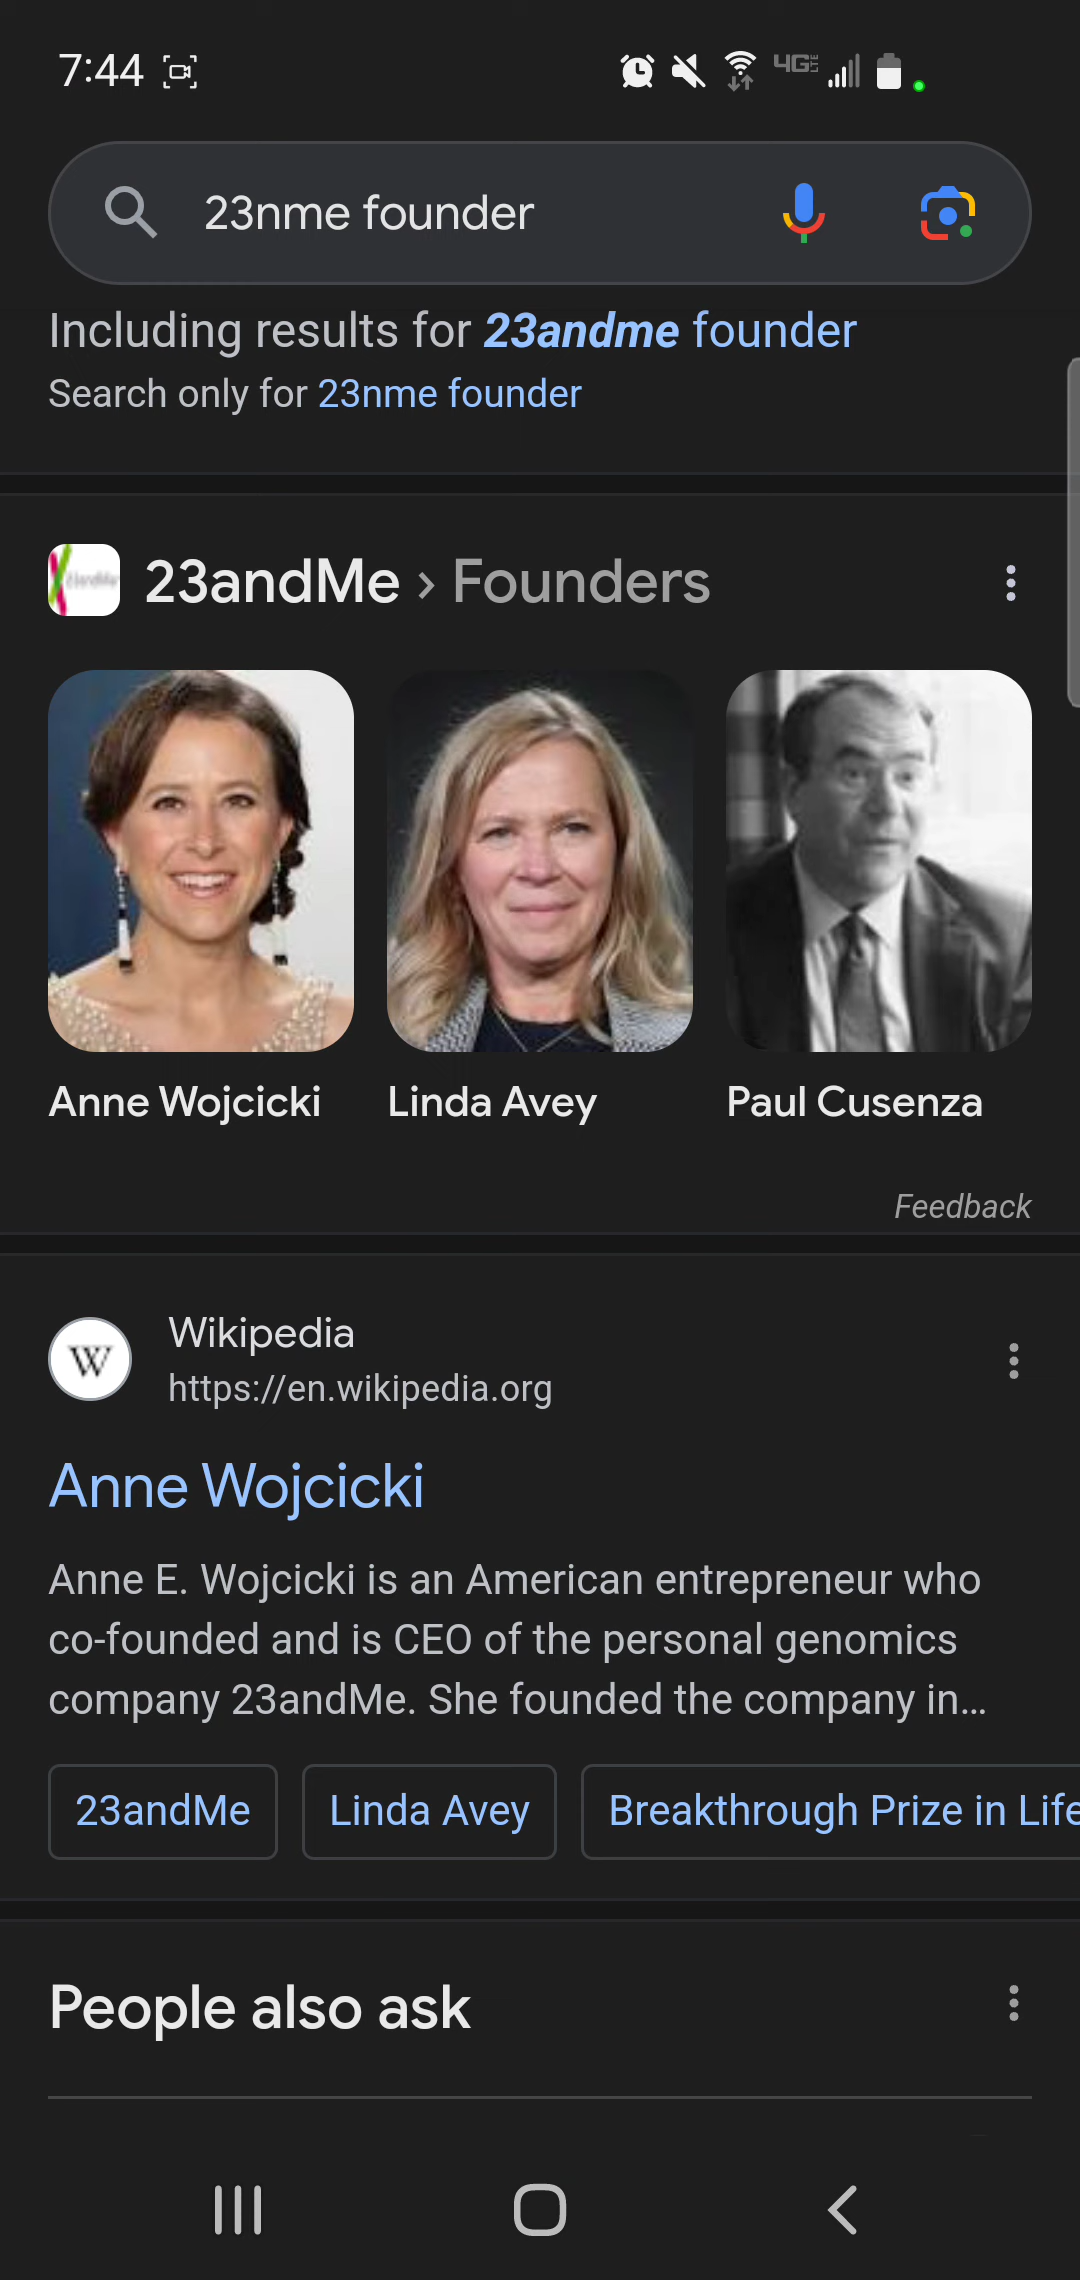 7:44
4G LTE
23nme founder
Including results for 23andme founder
Search only for 23nme founder
23andMe › Founders
Anne Wojcicki
Linda Avey
Paul Cusenza
Feedback
W
Wikipedia
https://en.wikipedia.org
Anne Wojcicki
Anne E. Wojcicki is an American entrepreneur who
co-founded and is CEO of the personal genomics
company 23andMe. She founded the company in...
23andMe
Linda Avey
Breakthrough Prize in Life
People also ask